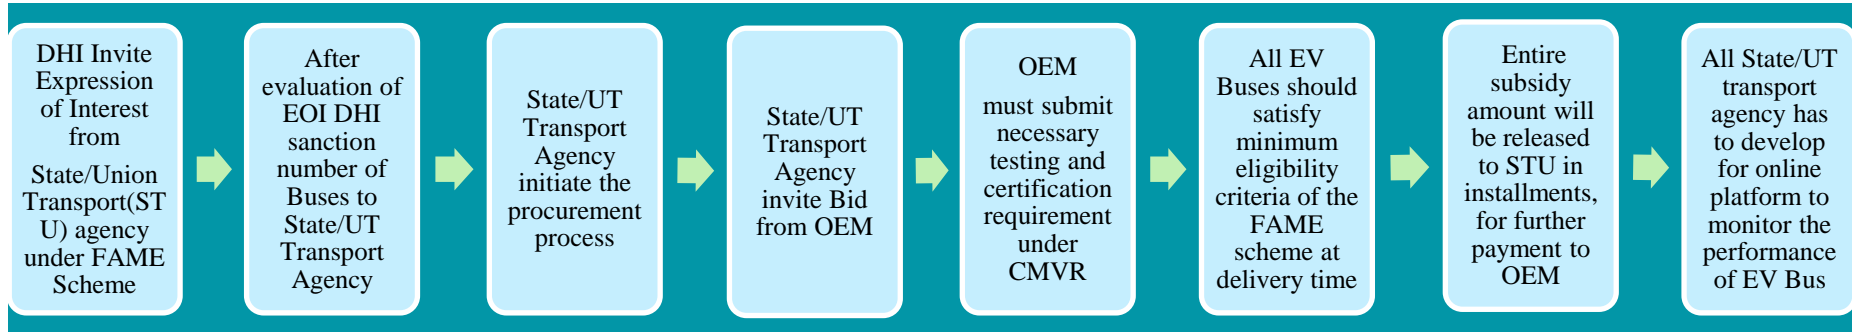 DHI Invite
Expression
of Interest
from
State/Union
Transport(ST
U) agency
under FAME
Scheme
After
evaluation of
EOI DHI
sanction
number of
Buses to
State/UT
Transport
Agency
State/UT
Transport
Agency
initiate the
procurement
process
State/UT
Transport
Agency
invite Bid
from OEM
OEM
must submit
necessary
testing and
certification
requirement
under
CMVR
All EV
Buses should
satisfy
minimum
eligibility
criteria of the
FAME
scheme at
delivery time
Entire
subsidy
amount will
be released
to STU in
installments,
for further
payment to
OEM
All State/UT
transport
agency has
to develop
for online
platform to
monitor the
performance
of EV Bus